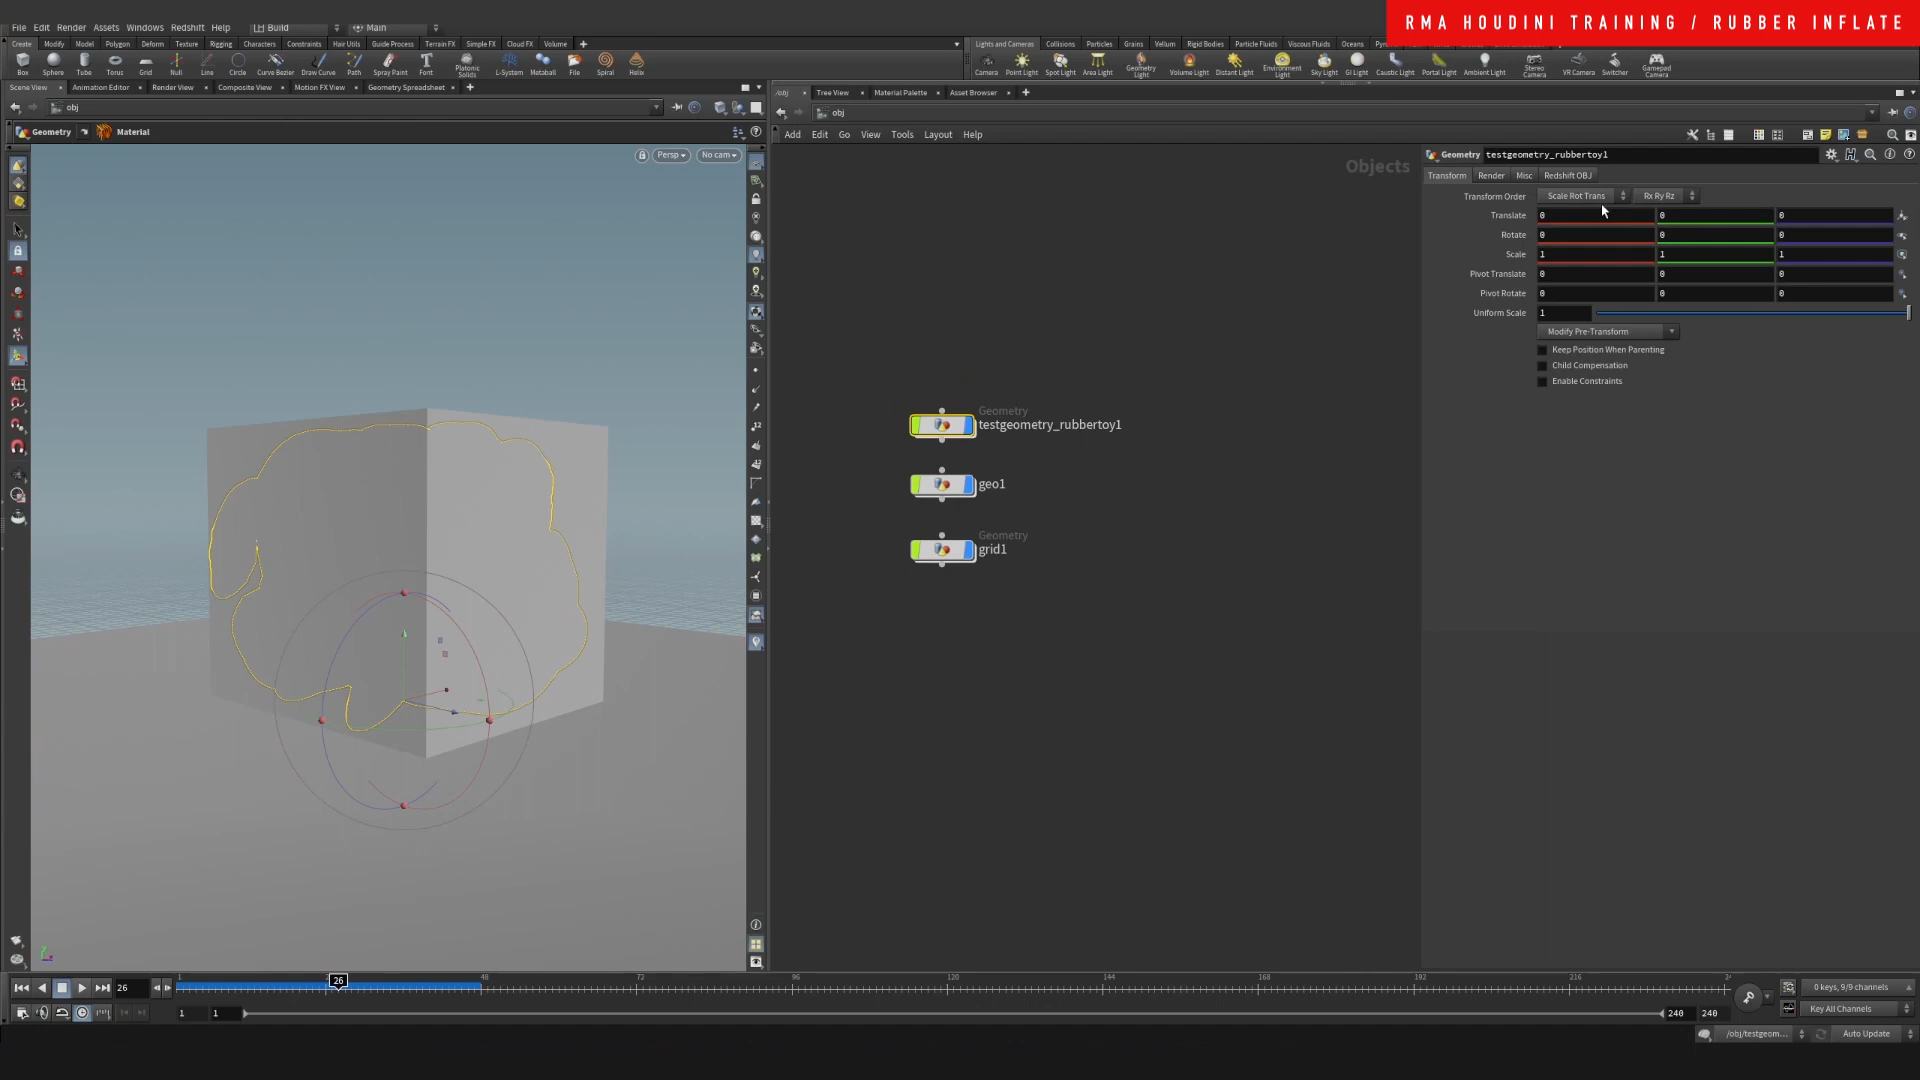 RMA HOUDINI TRAINING / RUBBER INFLATE
File Edit Render Assets Windows Redshift Help Build Main
Create Modify Model Polygon Deform Texture Rigging Characters Constraints Hair Utils Guide Process Terrain FX Simple FX Cloud FX Volume
Box Sphere Tube Torus Grid Null Line Circle Curve Bezier Draw Curve Path Spray Paint Font Platonic Solids L-System Metaball File Spiral Helix
Lights and Cameras Collisions Particles Grains Vellum Rigid Bodies Particle Fluids Viscous Fluids Oceans
Camera Point Light Spot Light Area Light Geometry Light Volume Light Distant Light Environment Light Sky Light GI Light Caustic Light Portal Light Ambient Light Stereo Camera VR Camera Switcher Gamepad Camera
Scene View Animation Editor Render View Composite View Motion FX View Geometry Spreadsheet
obj
Geometry Material
Persp No cam
/obj Tree View Material Palette Asset Browser
obj
Add Edit Go View Tools Layout Help
Objects
Geometry
testgeometry_rubbertoy1
geo1
Geometry
grid1
Geometry testgeometry_rubbertoy1
Transform Render Misc Redshift OBJ
Transform Order Scale Rot Trans Rx Ry Rz
Translate 0 0 0
Rotate 0 0 0
Scale 1 1 1
Pivot Translate 0 0 0
Pivot Rotate 0 0 0
Uniform Scale 1
Modify Pre-Transform
Keep Position When Parenting
Child Compensation
Enable Constraints
26
1 26 48 72 96 120 144 168 192 216
1 1 240 240
0 keys, 9/9 channels
Key All Channels
/obj/testgeom... Auto Update